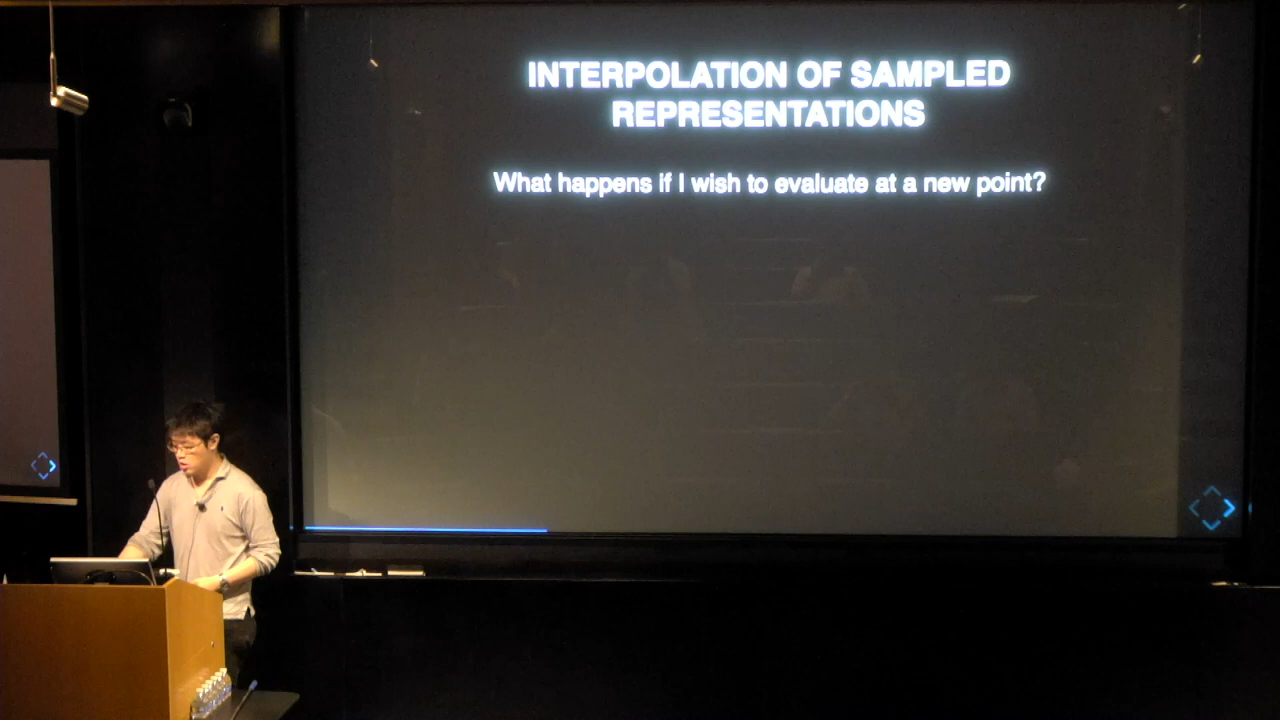 INTERPOLATION OF SAMPLED
REPRESENTATIONS
What happens if I wish to evaluate at a new point?